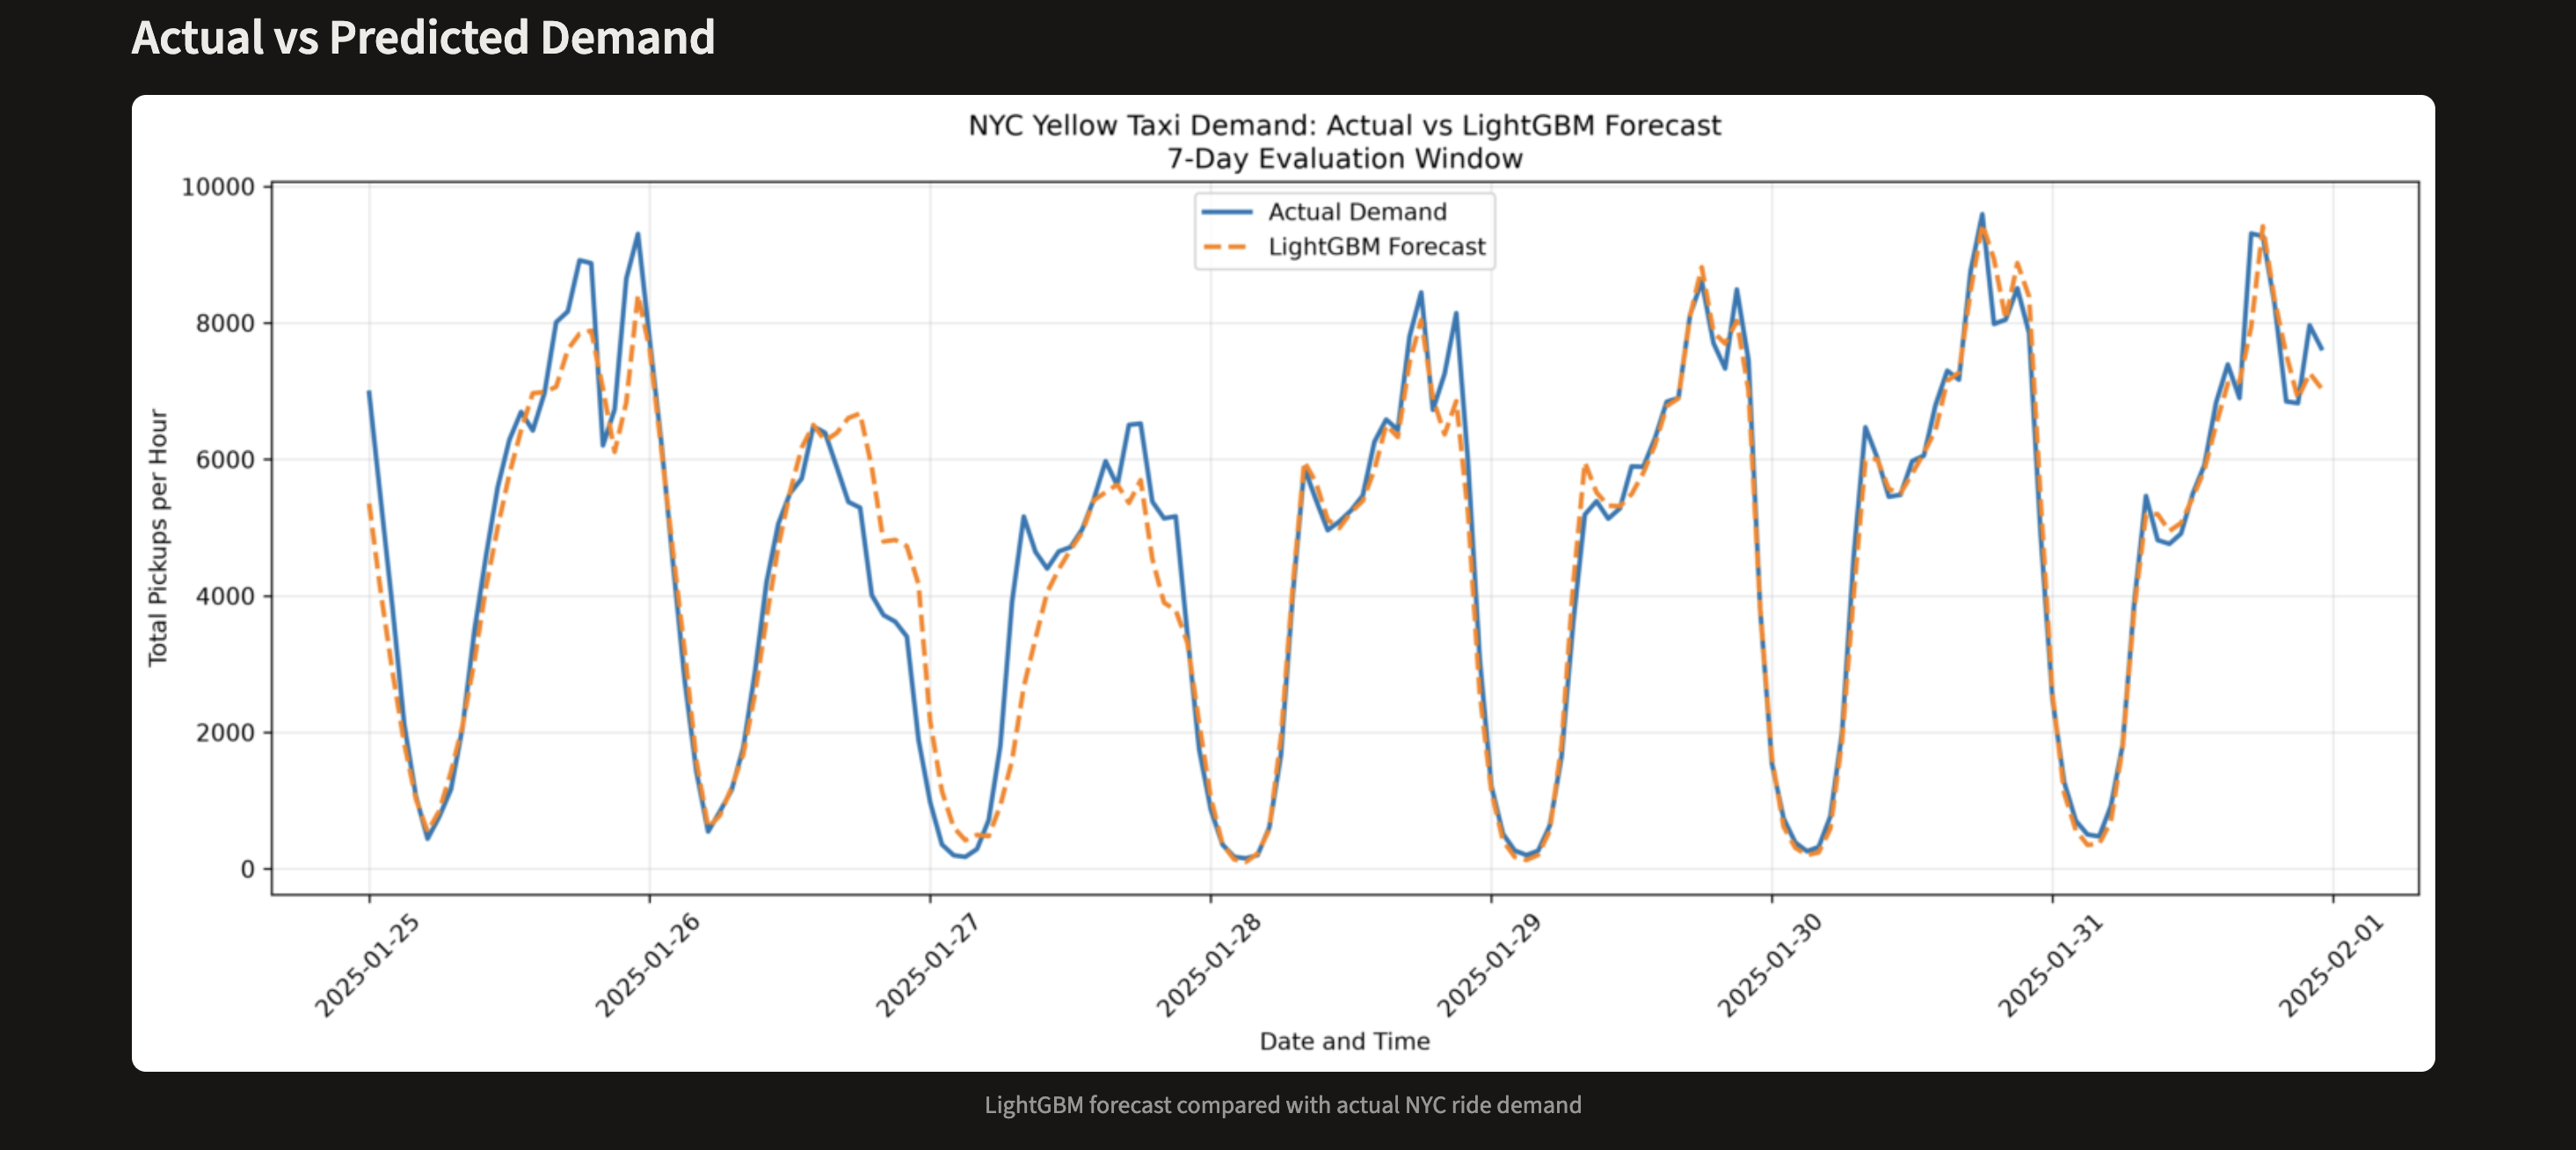 Actual vs Predicted Demand
NYC Yellow Taxi Demand: Actual vs LightGBM Forecast
7-Day Evaluation Window
Actual Demand
LightGBM Forecast
Total Pickups per Hour
10000
8000
6000
4000
2000
0
2025-01-25
2025-01-26
2025-01-27
2025-01-28
2025-01-29
2025-01-30
2025-01-31
2025-02-01
Date and Time
LightGBM forecast compared with actual NYC ride demand